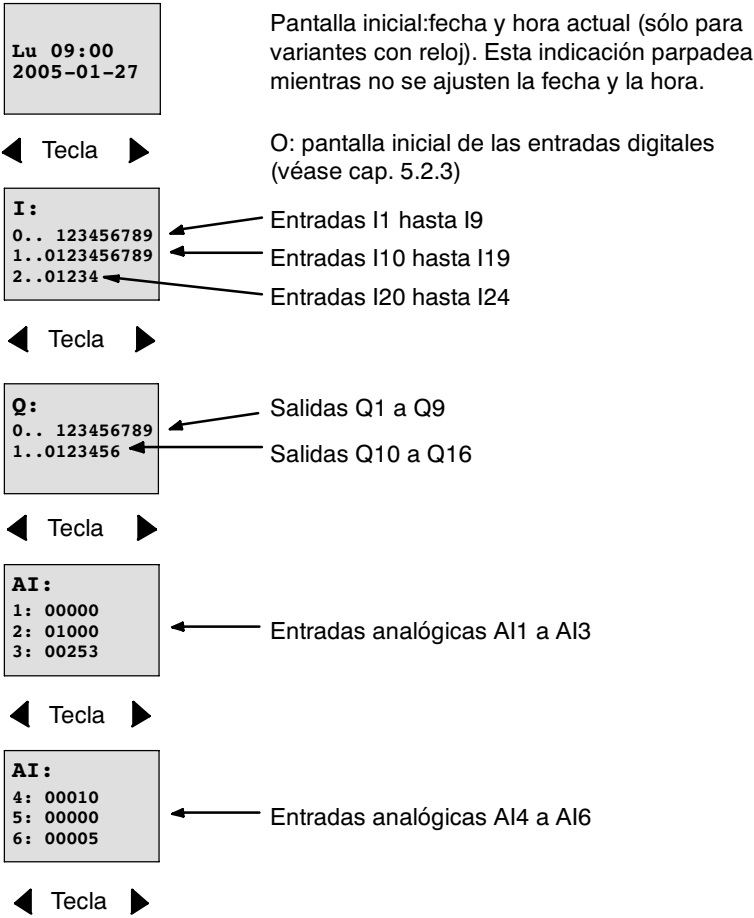 Lu 09:00
2005-01-27
Pantalla inicial:fecha y hora actual (sólo para
variantes con reloj). Esta indicación parpadea
mientras no se ajusten la fecha y la hora.
Tecla
O: pantalla inicial de las entradas digitales
(véase cap. 5.2.3)
I:
0.. 123456789
1..0123456789
2..01234
Entradas I1 hasta I9
Entradas I10 hasta I19
Entradas I20 hasta I24
Tecla
Q:
0.. 123456789
1..0123456
Salidas Q1 a Q9
Salidas Q10 a Q16
Tecla
AI:
1: 00000
2: 01000
3: 00253
Entradas analógicas AI1 a AI3
Tecla
AI:
4: 00010
5: 00000
6: 00005
Entradas analógicas AI4 a AI6
Tecla